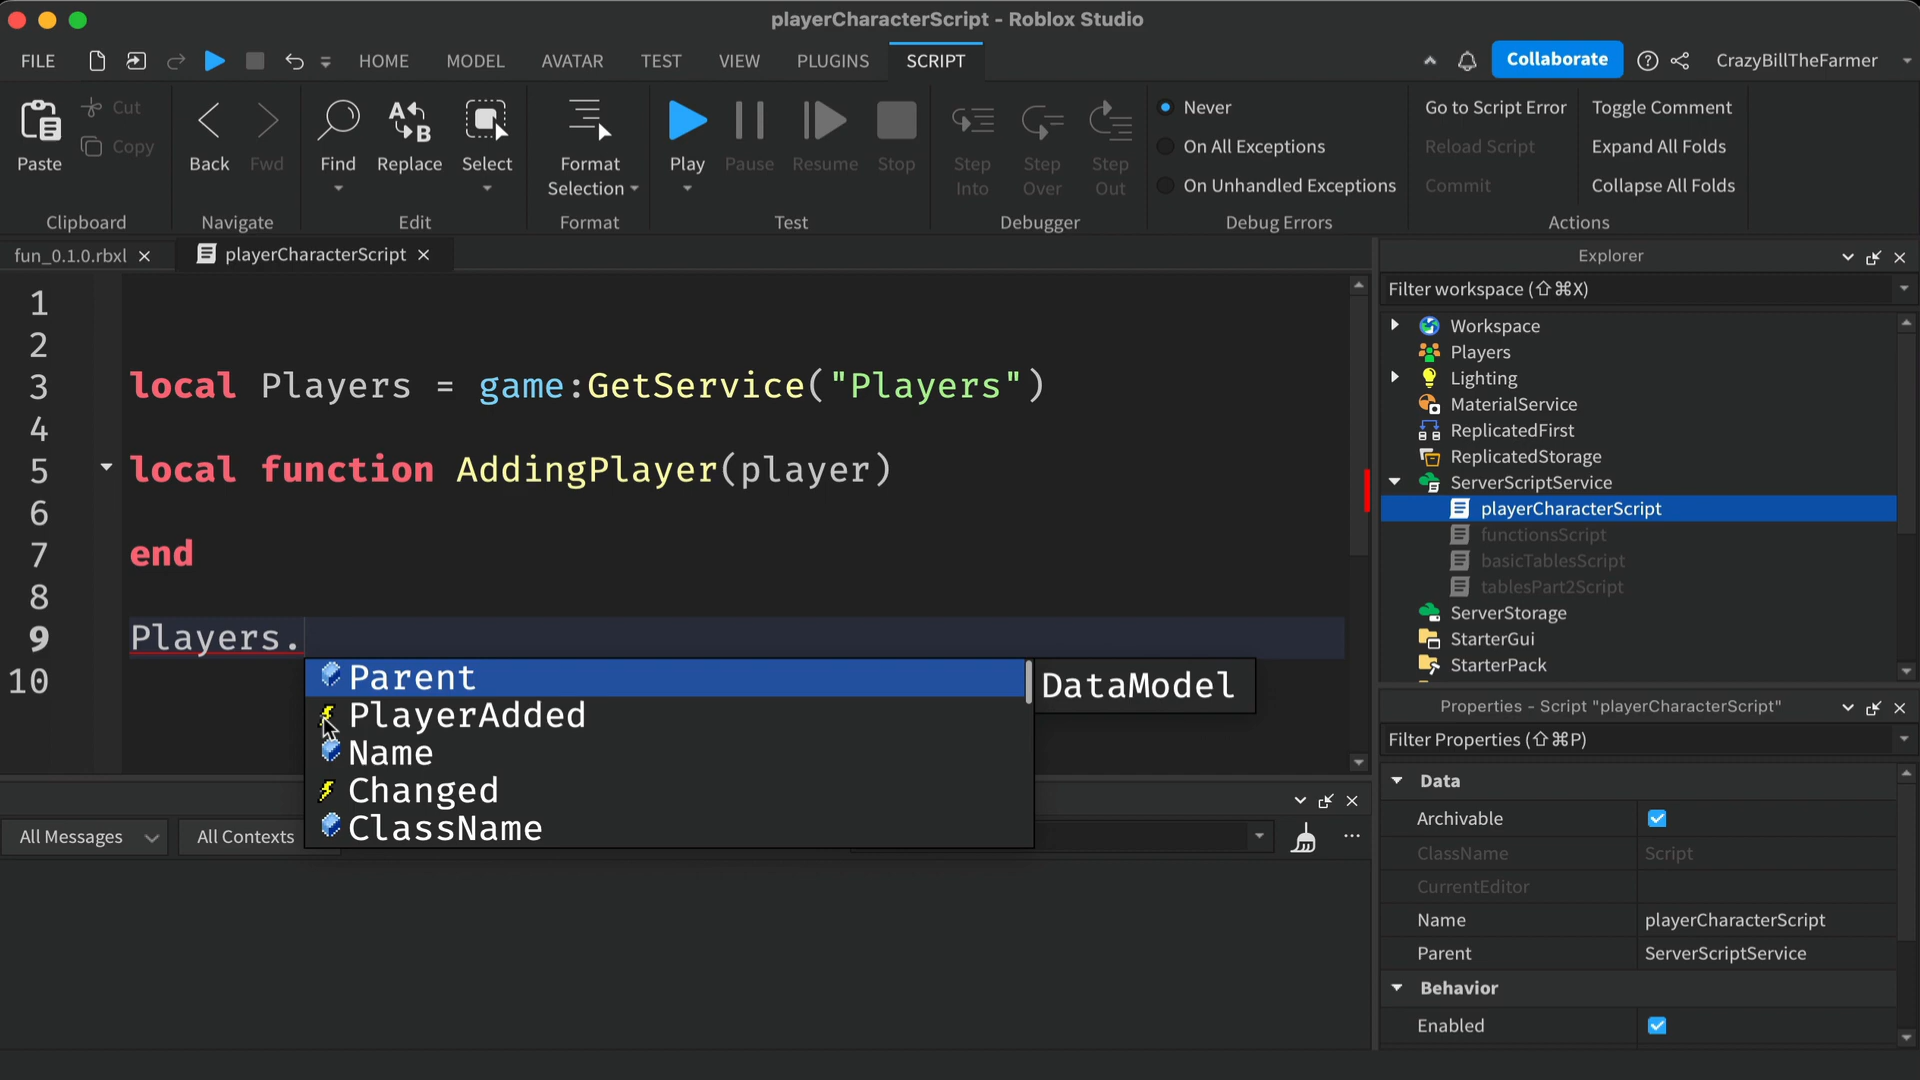 playerCharacterScript - Roblox Studio
FILE HOME MODEL AVATAR TEST VIEW PLUGINS SCRIPT Collaborate CrazyBillTheFarmer
Paste Cut Copy
Clipboard
Back Fwd
Navigate
Find Replace Select
Edit
Format Selection
Format
Play Pause Resume Stop
Test
Step Into Step Over Step Out
Debugger
Never
On All Exceptions
On Unhandled Exceptions
Debug Errors
Go to Script Error Toggle Comment
Reload Script Expand All Folds
Commit Collapse All Folds
Actions
fun_0.1.0.rbxl playerCharacterScript
1
2
3 local Players = game:GetService("Players")
4
5 local function AddingPlayer(player)
6
7 end
8
9 Players.
10
Parent DataModel
PlayerAdded
Name
Changed
ClassName
All Messages All Contexts
Explorer
Filter workspace (⇧⌘X)
Workspace
Players
Lighting
MaterialService
ReplicatedFirst
ReplicatedStorage
ServerScriptService
playerCharacterScript
functionsScript
basicTablesScript
tablesPart2Script
ServerStorage
StarterGui
StarterPack
Properties - Script "playerCharacterScript"
Filter Properties (⇧⌘P)
Data
Archivable
ClassName Script
CurrentEditor
Name playerCharacterScript
Parent ServerScriptService
Behavior
Enabled